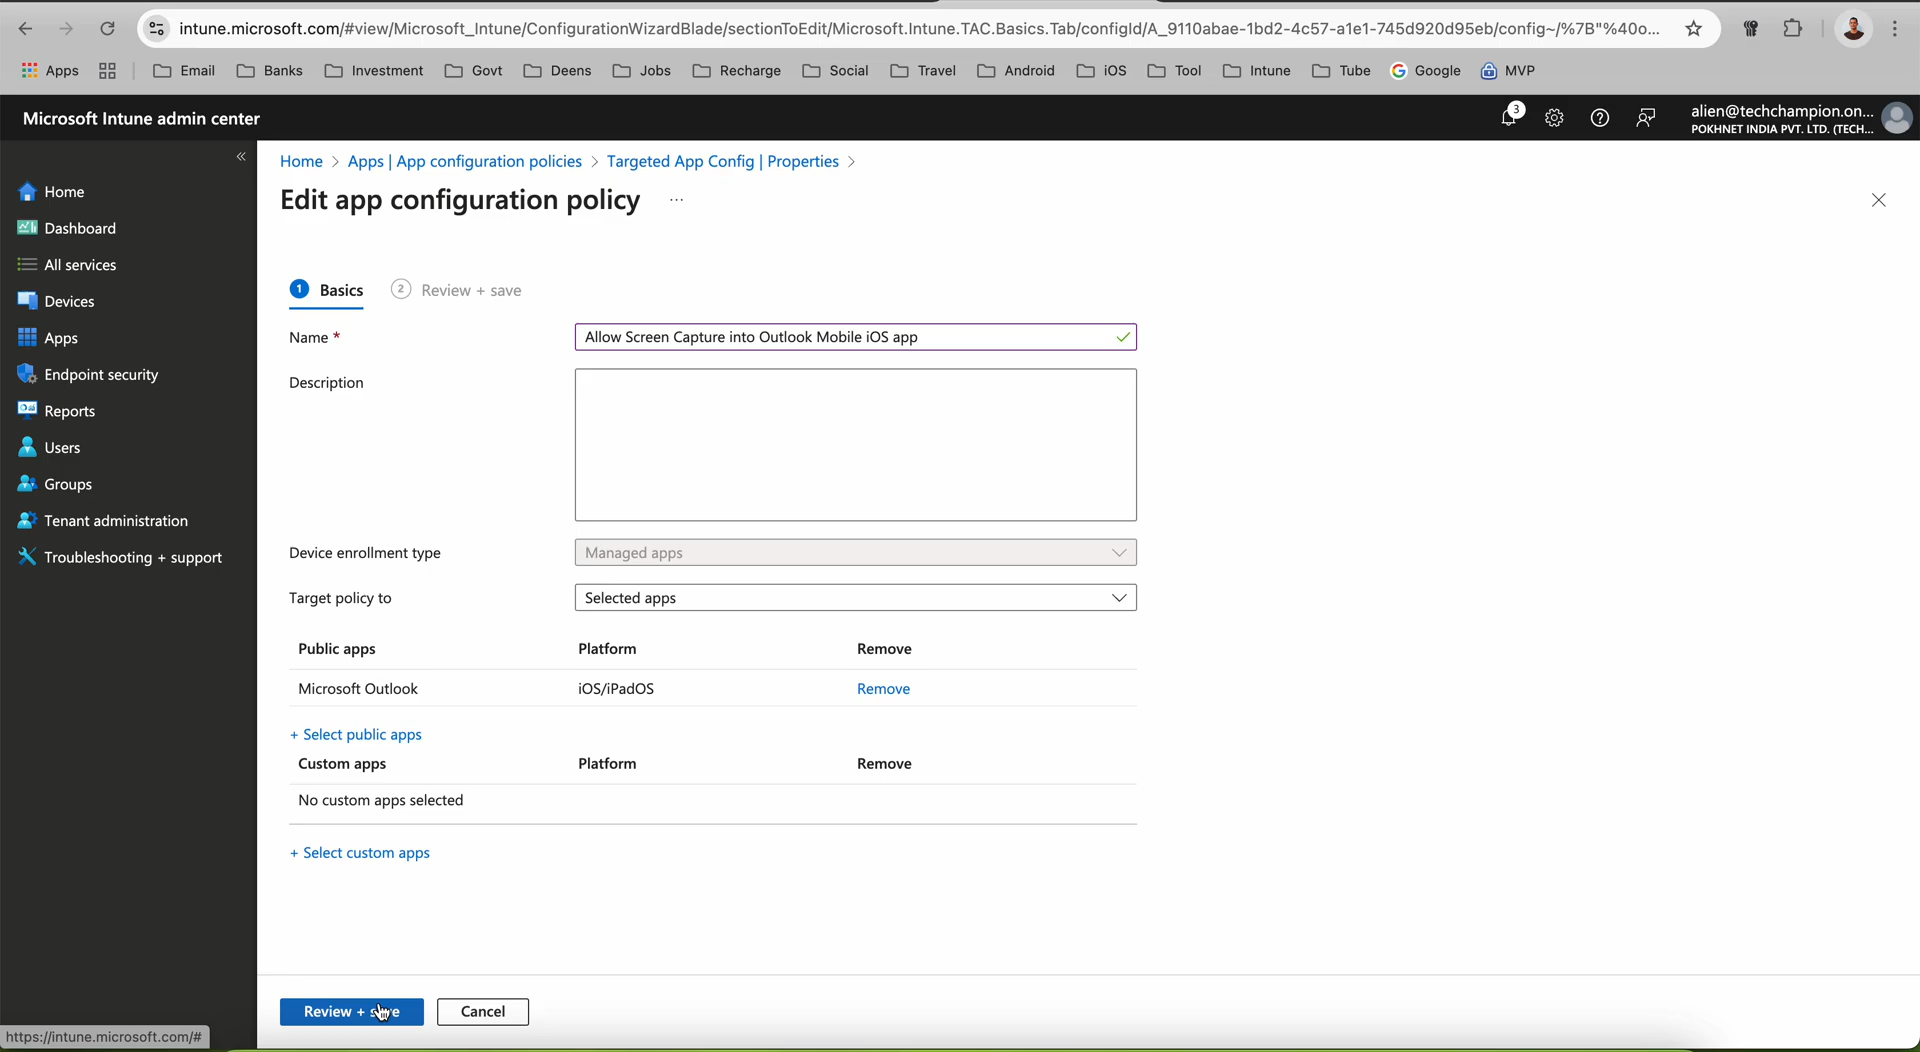 intune.microsoft.com/#view/Microsoft_Intune/ConfigurationWizardBlade/sectionToEdit/Microsoft.Intune.TAC.Basics.Tab/configId/A_9110abae-1bd2-4c57-a1e1-745d920d95eb/config~/%7B"%40o...
Apps Email Banks Investment Govt Deens Jobs Recharge Social Travel Android iOS Tool Intune Tube Google MVP
Microsoft Intune admin center
3
alien@techchampion.on...
POKHNET INDIA PVT. LTD. (TECH...
Home
Dashboard
All services
Devices
Apps
Endpoint security
Reports
Users
Groups
Tenant administration
Troubleshooting + support
Home > Apps | App configuration policies > Targeted App Config | Properties >
Edit app configuration policy ...
1 Basics 2 Review + save
Name * Allow Screen Capture into Outlook Mobile iOS app
Description
Device enrollment type Managed apps
Target policy to Selected apps
Public apps Platform Remove
Microsoft Outlook iOS/iPadOS Remove
+ Select public apps
Custom apps Platform Remove
No custom apps selected
+ Select custom apps
Review + save Cancel
https://intune.microsoft.com/#